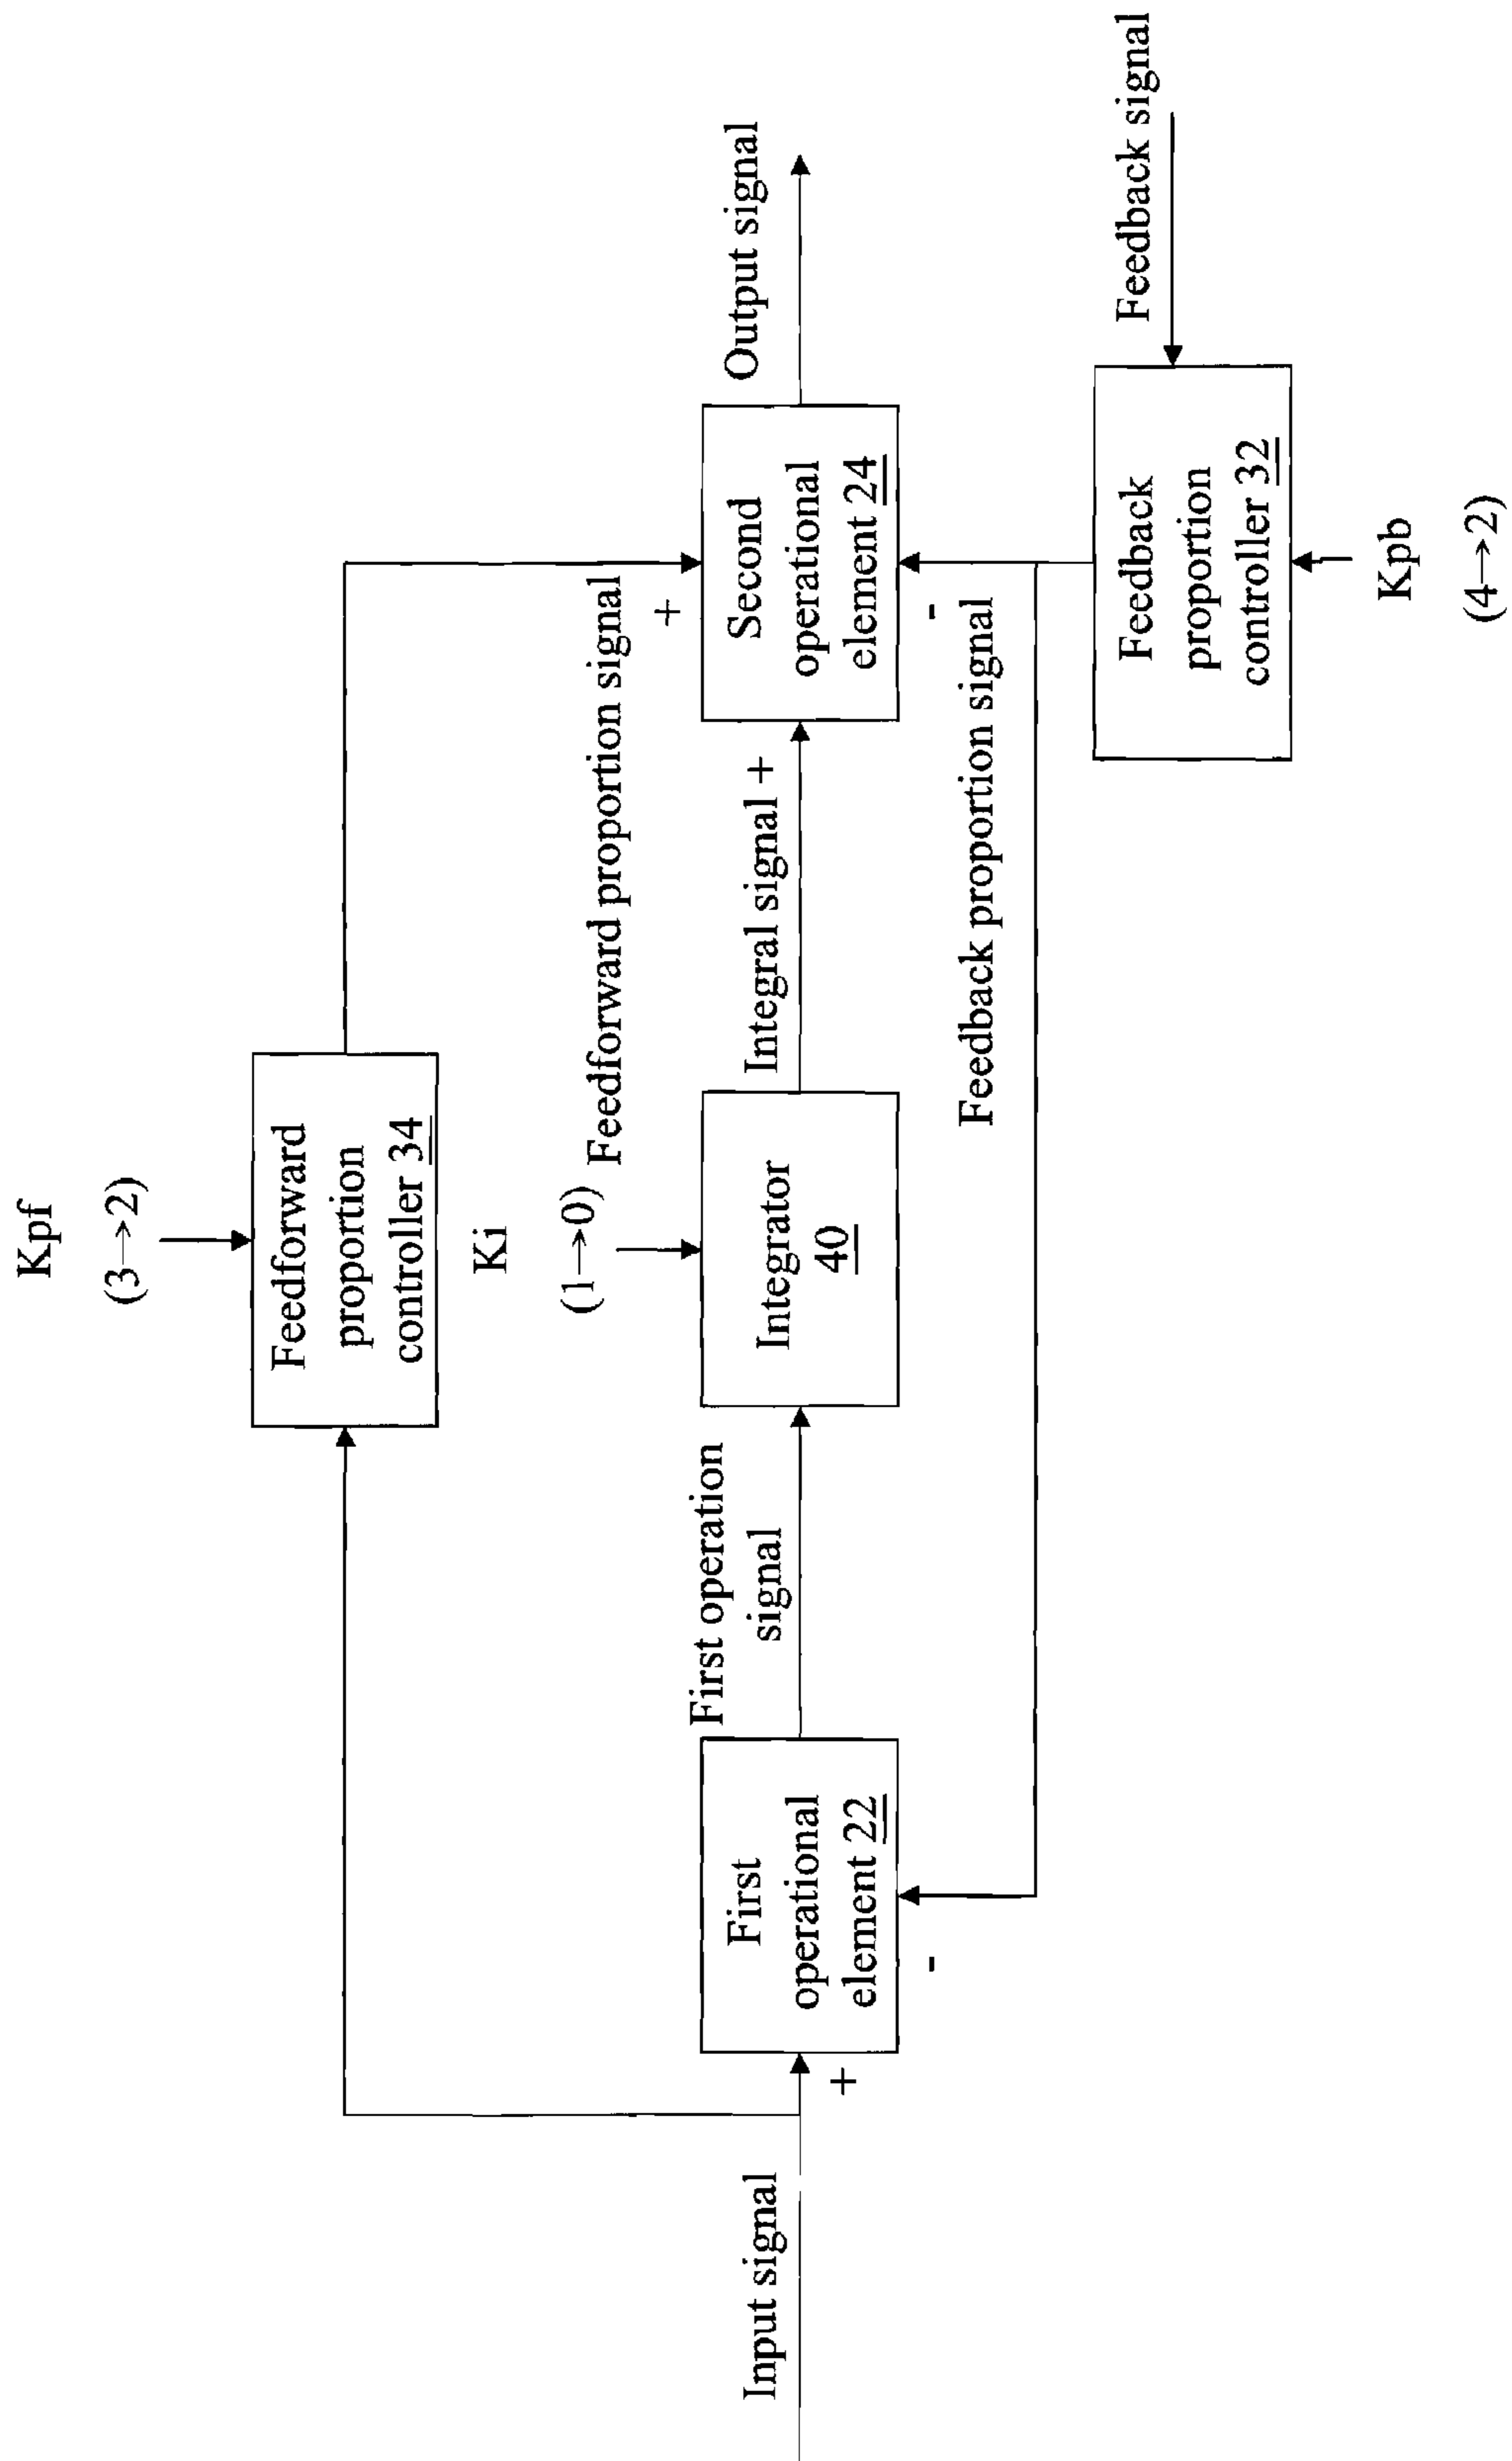 Kpf
(3→2)
Feedforward
proportion
controller 34
Ki
(1→0)
Feedforward proportion signal
+
Input signal
+
First
operational
element 22
-
First operation
signal
Integrator
40
Integral signal +
Second
operational
element 24
-
Output signal
Feedback proportion signal
Feedback signal
Feedback
proportion
controller 32
Kpb
(4→2)